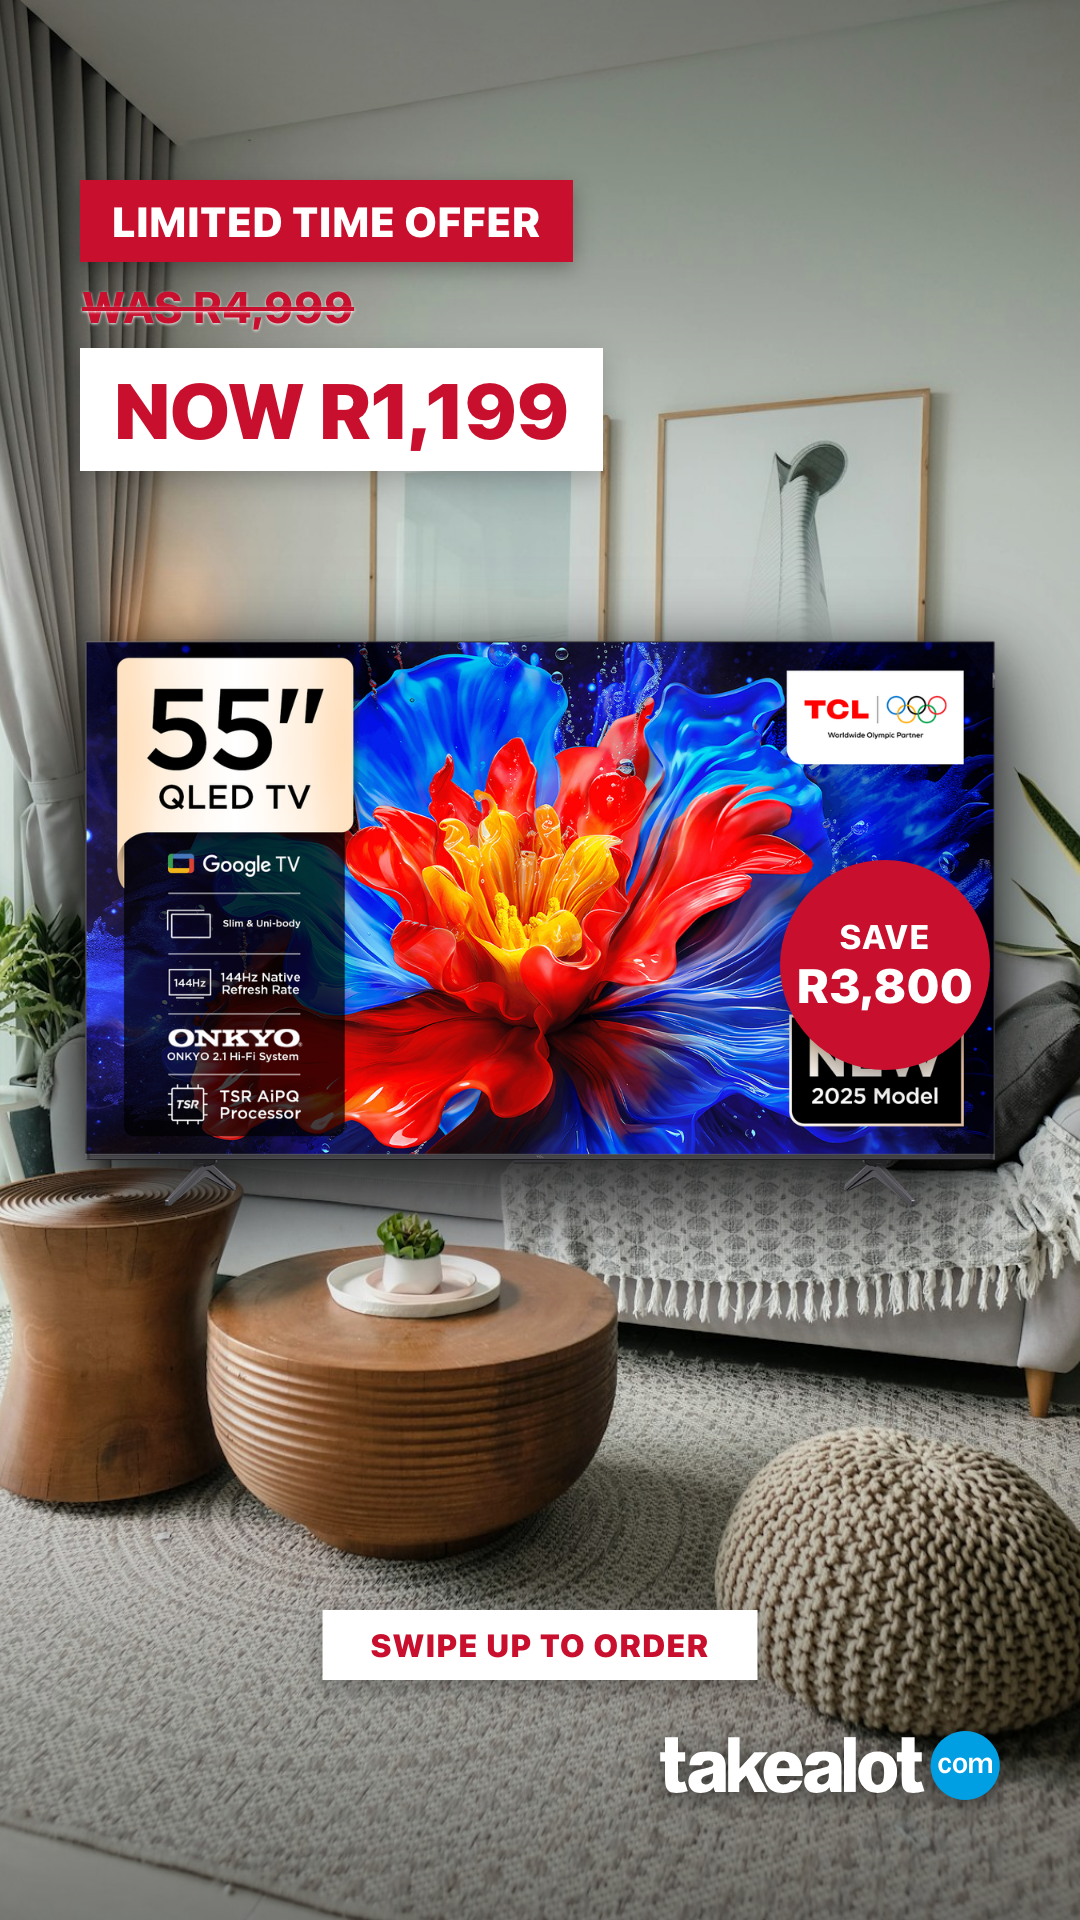 LIMITED TIME OFFER
WAS R4,999
NOW R1,199
55"
QLED TV
Google TV
Slim & Uni-body
144Hz
144Hz Native
Refresh Rate
ONKYO
ONKYO 2.1 Hi-Fi System
TSR
TSR AiPQ
Processor
TCL
Worldwide Olympic Partner
SAVE
R3,800
NEW
2025 Model
SWIPE UP TO ORDER
takealot com